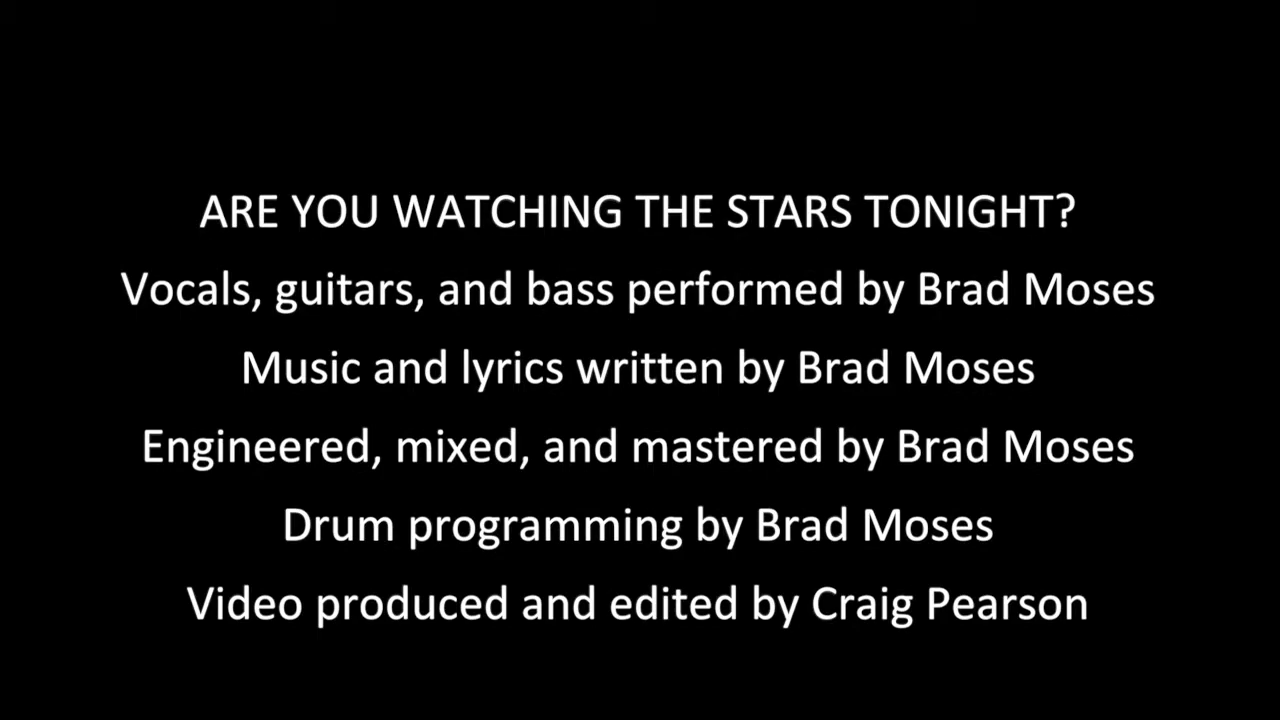 ARE YOU WATCHING THE STARS TONIGHT?
Vocals, guitars, and bass performed by Brad Moses
Music and lyrics written by Brad Moses
Engineered, mixed, and mastered by Brad Moses
Drum programming by Brad Moses
Video produced and edited by Craig Pearson